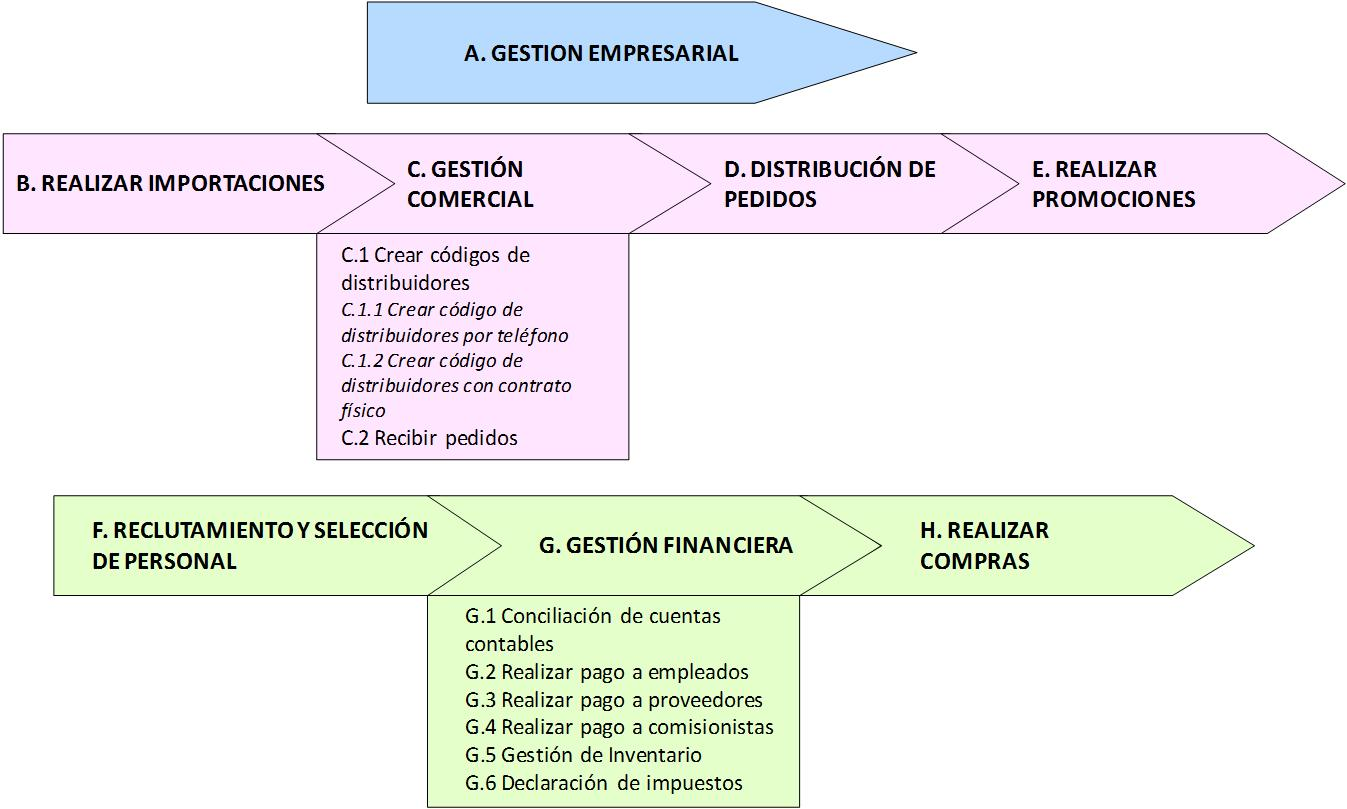 A. GESTION EMPRESARIAL
B. REALIZAR IMPORTACIONES
C. GESTIÓN
COMERCIAL
D. DISTRIBUCIÓN DE
PEDIDOS
E. REALIZAR
PROMOCIONES
C.1 Crear códigos de
distribuidores
C.1.1 Crear código de
distribuidores por teléfono
C.1.2 Crear código de
distribuidores con contrato
físico
C.2 Recibir pedidos
F. RECLUTAMIENTO Y SELECCIÓN
DE PERSONAL
G. GESTIÓN FINANCIERA
H. REALIZAR
COMPRAS
G.1 Conciliación de cuentas
contables
G.2 Realizar pago a empleados
G.3 Realizar pago a proveedores
G.4 Realizar pago a comisionistas
G.5 Gestión de Inventario
G.6 Declaración de impuestos